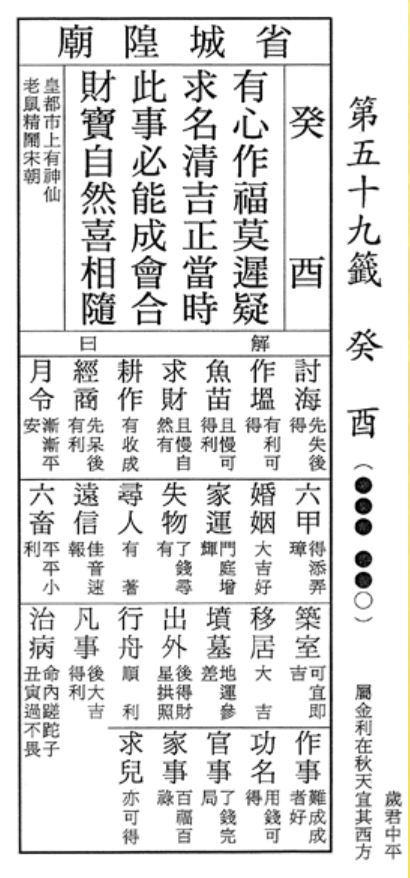 第五十九籤 癸酉
屬金利在秋天宜其西方
歲君中平
省城隍廟
癸酉
有心作福莫遲疑
求名清吉正當時
此事必能成會合
財寶自然喜相隨
皇都市上有神仙
老鼠精鬧宋朝
解曰
討海 先失後得
作塭 有利可得
魚苗 且慢可得利
求財 且慢自然有
耕作 有收成
經商 先呆後有利
月令 漸漸平安
六甲 得添弄璋
婚姻 大吉好
家運 門庭增輝
失物 了錢尋有
尋人 有著
遠信 佳音速報
六畜 平平小利
築室 可宜即吉
移居 大吉
墳墓 地運參差
出外 後得財星拱照
行舟 順利
凡事 後大吉得利
治病 命內蹉跎子丑寅過不畏
作事 難成成者好
功名 用錢可得
官事 了錢完局
家事 百福百祿
求兒 亦可得